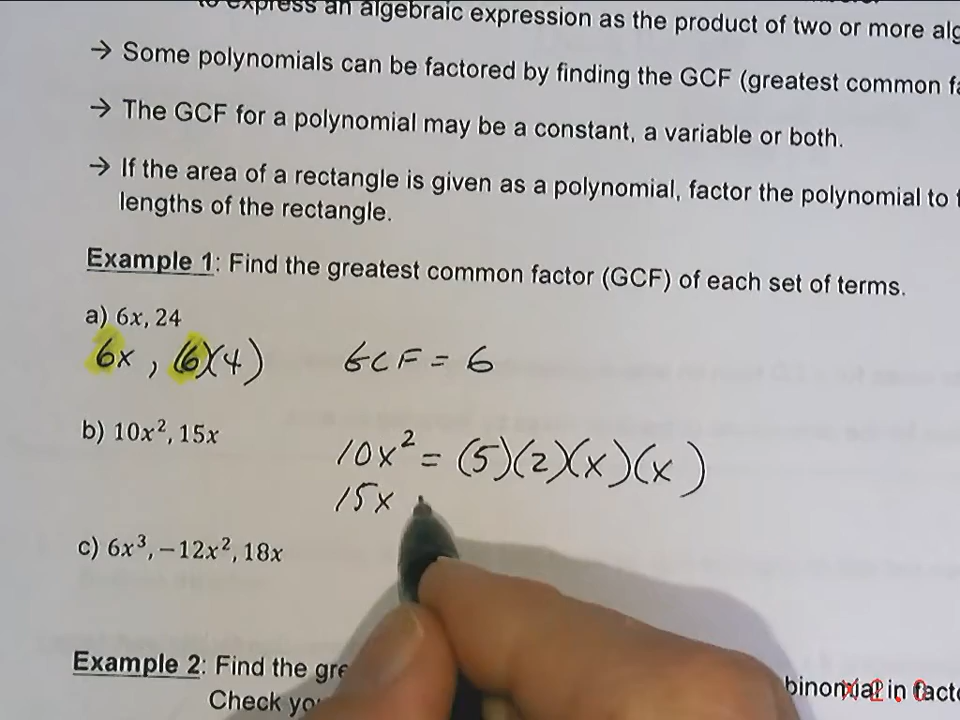 to express an algebraic expression as the product of two or more alg
→ Some polynomials can be factored by finding the GCF (greatest common fa
→ The GCF for a polynomial may be a constant, a variable or both.
→ If the area of a rectangle is given as a polynomial, factor the polynomial to f
lengths of the rectangle.
Example 1: Find the greatest common factor (GCF) of each set of terms.
a) 6x, 24
6x , (6)(4) GCF = 6
b) 10x², 15x
10x² = (5)(2)(x)(x)
15x
c) 6x³, −12x², 18x
Example 2: Find the gre
binomial in facto
Check you